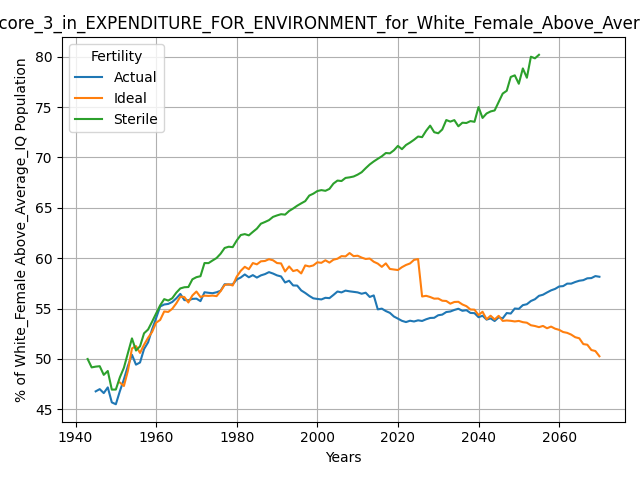 core_3_in_EXPENDITURE_FOR_ENVIRONMENT_for_White_Female_Above_Aver
Fertility
Actual
Ideal
Sterile
% of White_Female Above_Average_IQ Population
80
75
70
65
60
55
50
45
1940 1960 1980 2000 2020 2040 2060
Years